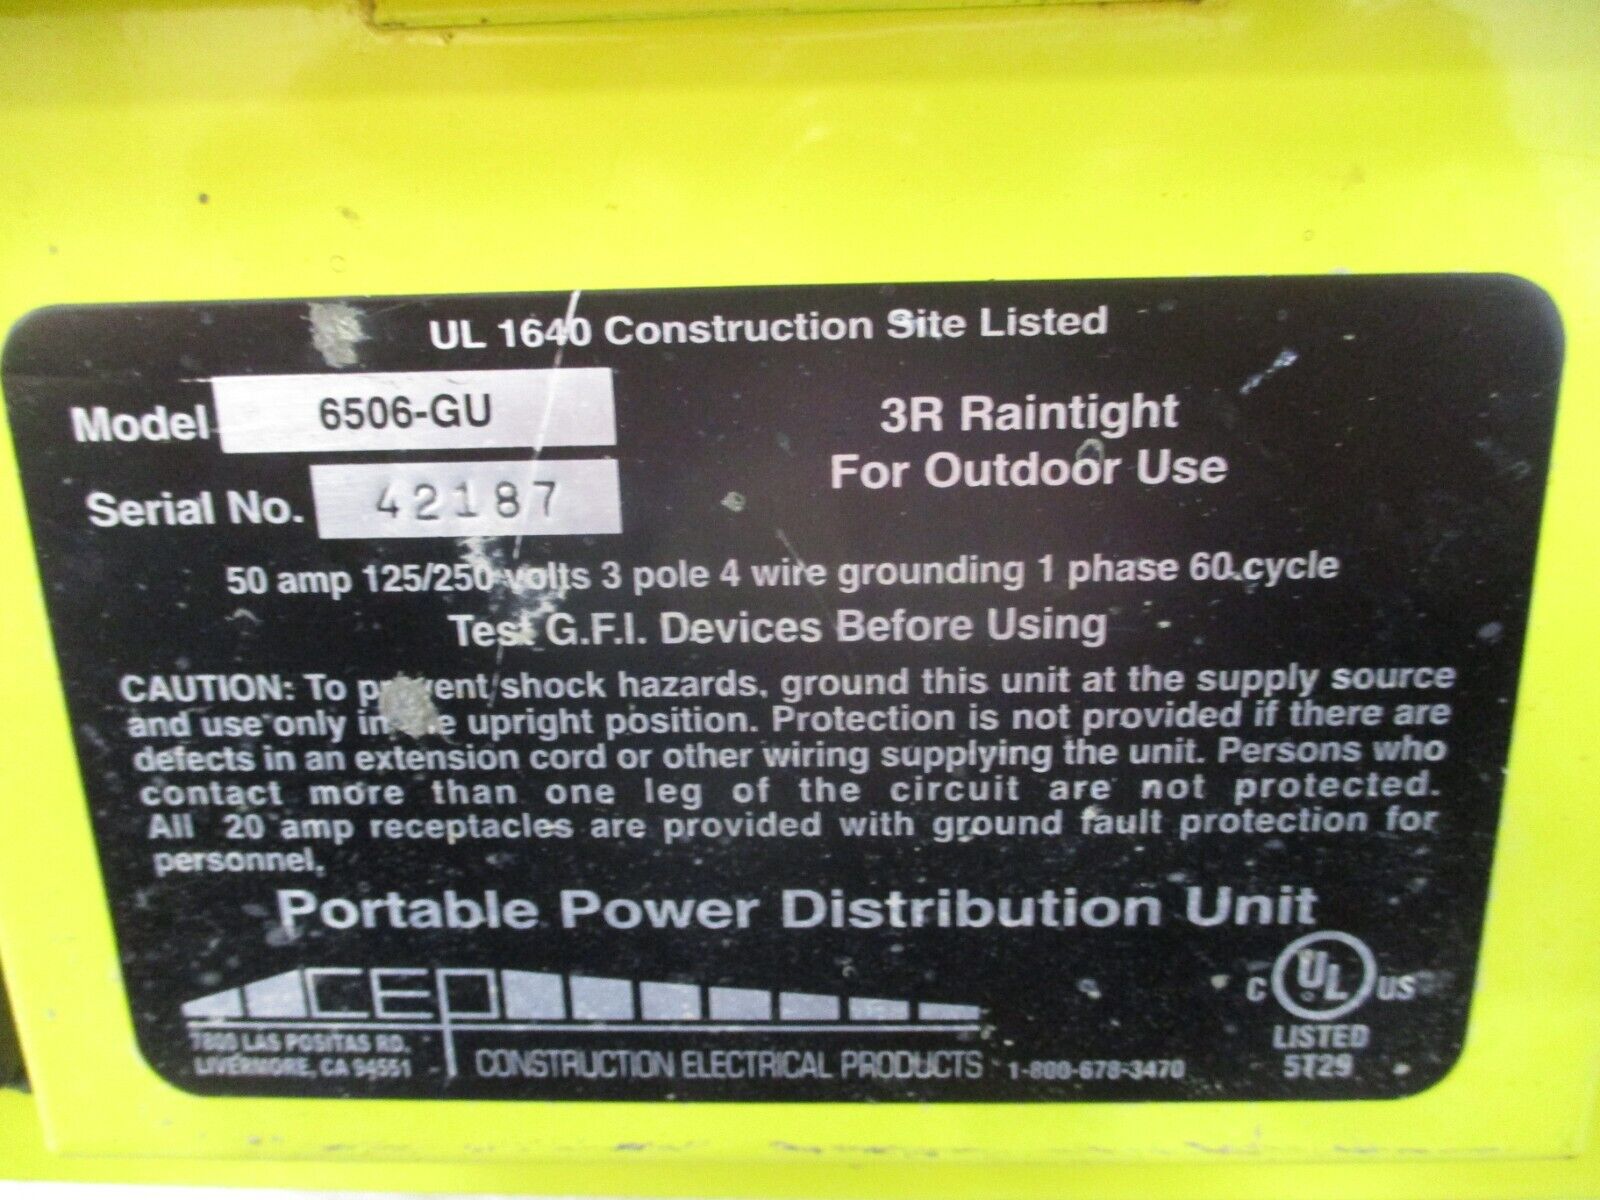 UL 1640 Construction Site Listed
Model 6506-GU
3R Raintight
For Outdoor Use
Serial No. 42187
50 amp 125/250 volts 3 pole 4 wire grounding 1 phase 60 cycle
Test G.F.I. Devices Before Using
CAUTION: To prevent shock hazards, ground this unit at the supply source
and use only in the upright position. Protection is not provided if there are
defects in an extension cord or other wiring supplying the unit. Persons who
contact more than one leg of the circuit are not protected.
All 20 amp receptacles are provided with ground fault protection for
personnel.
Portable Power Distribution Unit
CEP
7800 LAS POSITAS RD.
LIVERMORE, CA 94551
CONSTRUCTION ELECTRICAL PRODUCTS 1-800-678-3470
C UL US
LISTED
5T29